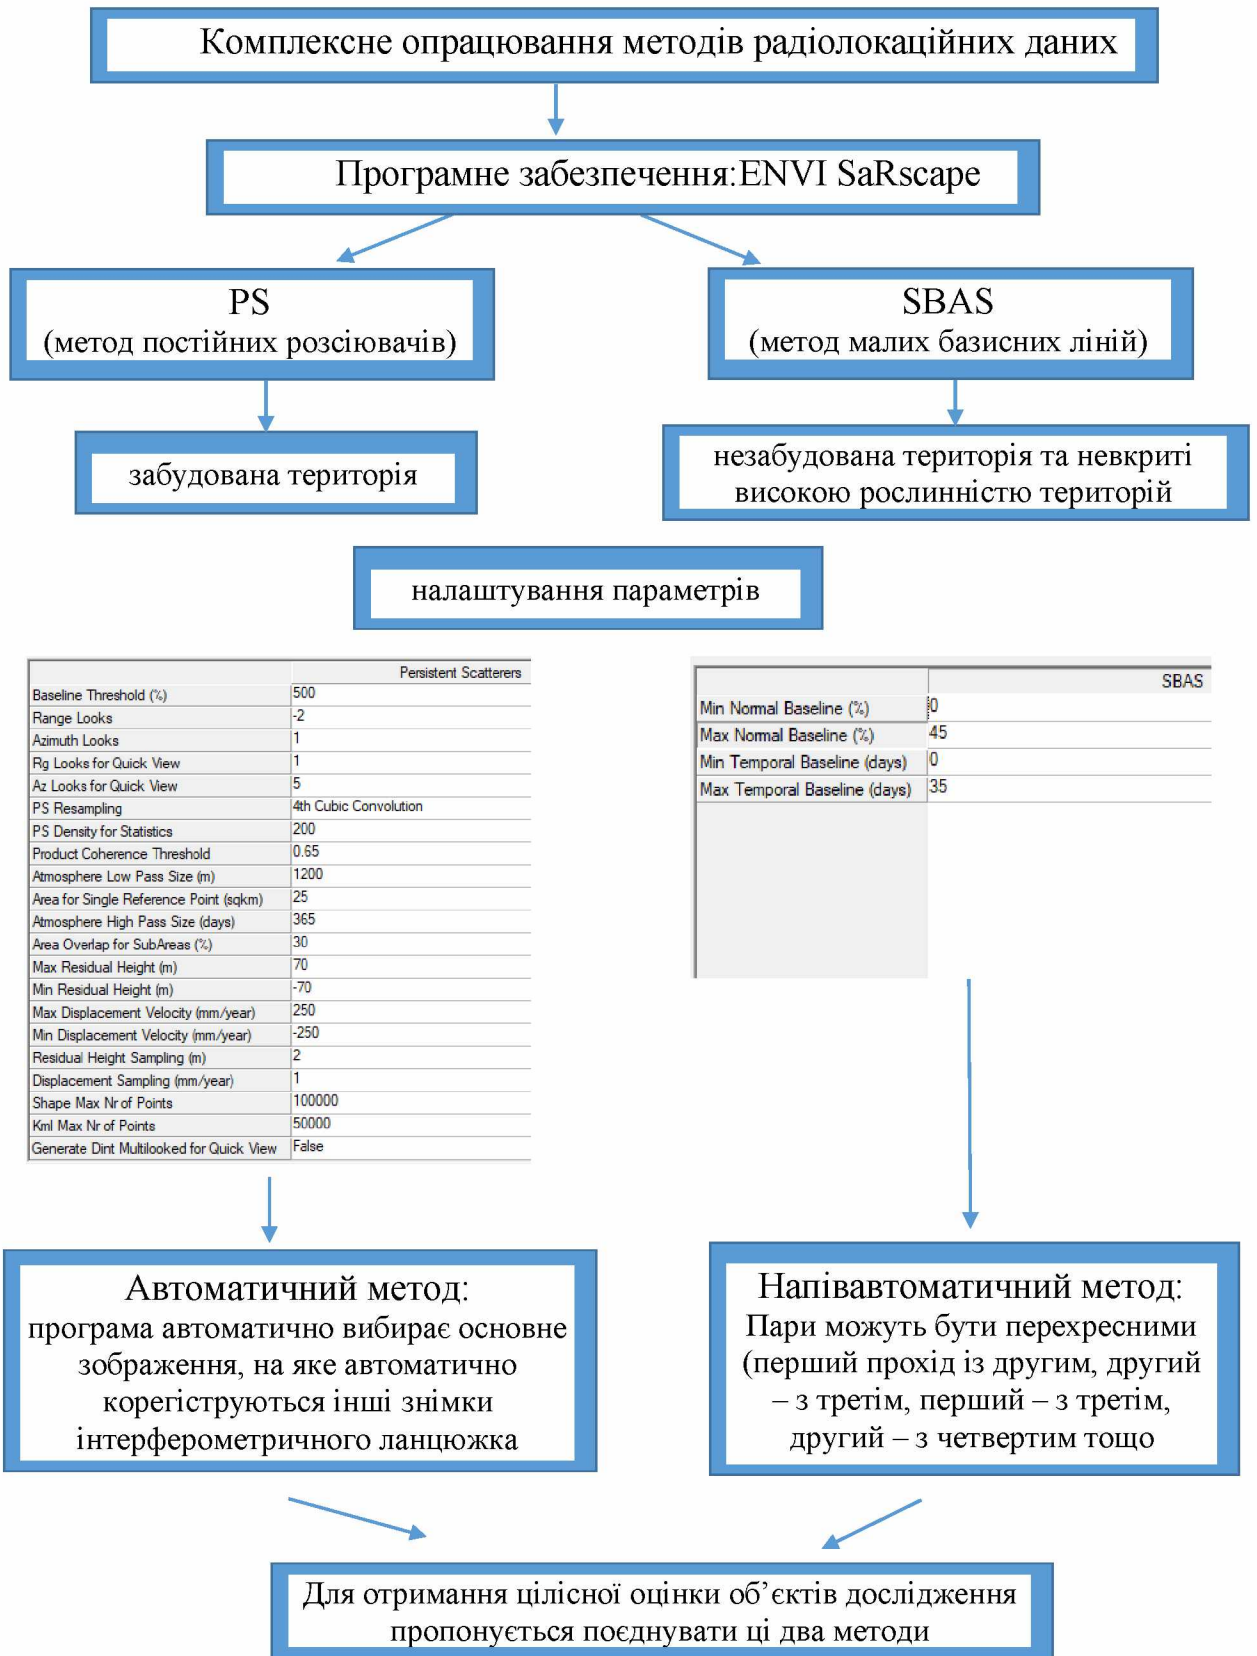 Комплексне опрацювання методів радіолокаційних даних
Програмне забезпечення:ENVI SaRscape
PS
(метод постійних розсіювачів)
SBAS
(метод малих базисних ліній)
забудована територія
незабудована територія та невкриті
високою рослинністю територій
налаштування параметрів
Persistent Scatterers
Baseline Threshold (%) 500
Range Looks -2
Azimuth Looks 1
Rg Looks for Quick View 1
Az Looks for Quick View 5
PS Resampling 4th Cubic Convolution
PS Density for Statistics 200
Product Coherence Threshold 0.65
Atmosphere Low Pass Size (m) 1200
Area for Single Reference Point (sqkm) 25
Atmosphere High Pass Size (days) 365
Area Overlap for SubAreas (%) 30
Max Residual Height (m) 70
Min Residual Height (m) -70
Max Displacement Velocity (mm/year) 250
Min Displacement Velocity (mm/year) -250
Residual Height Sampling (m) 2
Displacement Sampling (mm/year) 1
Shape Max Nr of Points 100000
Kml Max Nr of Points 50000
Generate Dint Multilooked for Quick View False
SBAS
Min Normal Baseline (%) 0
Max Normal Baseline (%) 45
Min Temporal Baseline (days) 0
Max Temporal Baseline (days) 35
Автоматичний метод:
програма автоматично вибирає основне
зображення, на яке автоматично
корегіструються інші знімки
інтерферометричного ланцюжка
Напівавтоматичний метод:
Пари можуть бути перехресними
(перший прохід із другим, другий
– з третім, перший – з третім,
другий – з четвертим тощо
Для отримання цілісної оцінки об’єктів дослідження
пропонується поєднувати ці два методи